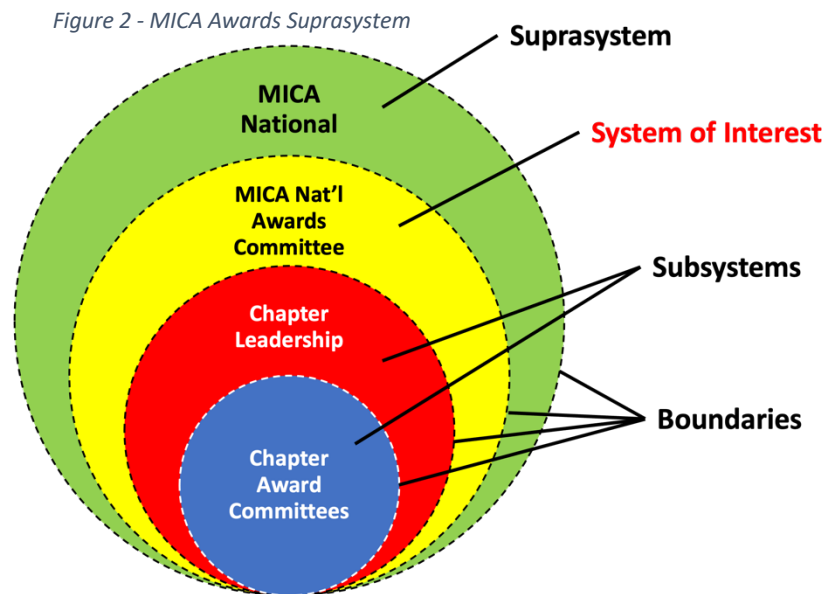 Figure 2 - MICA Awards Suprasystem
Suprasystem
MICA
National
System of Interest
MICA Nat'l
Awards
Committee
Subsystems
Chapter
Leadership
Boundaries
Chapter
Award
Committees